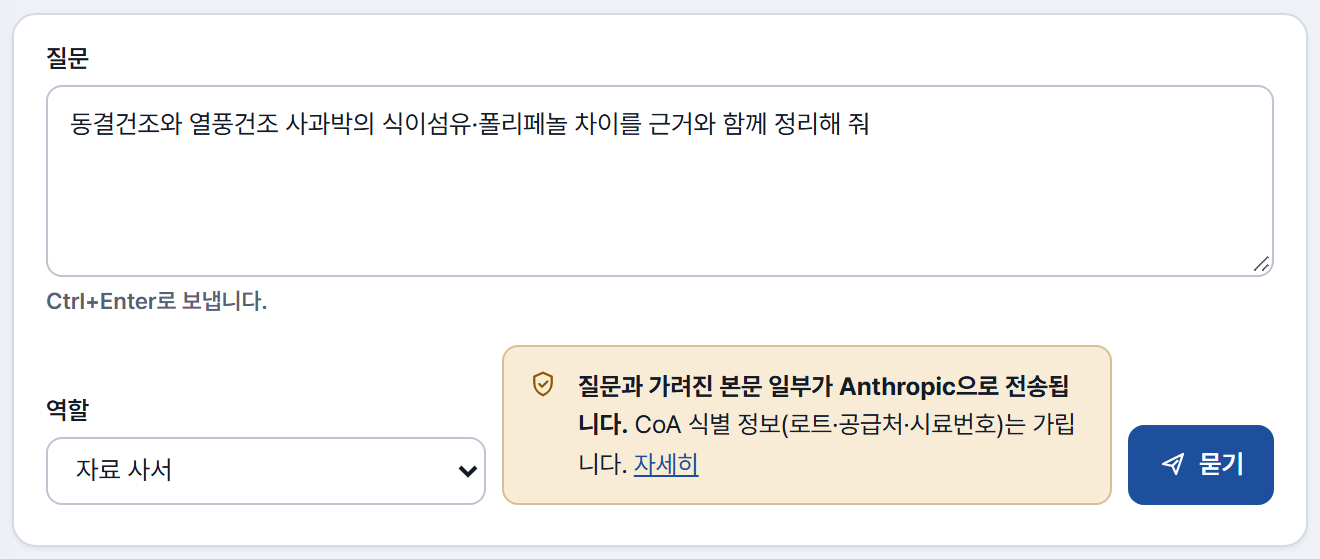 질문
동결건조와 열풍건조 사과박의 식이섬유·폴리페놀 차이를 근거와 함께 정리해 줘
Ctrl+Enter로 보냅니다.
역할
자료 사서
질문과 가려진 본문 일부가 Anthropic으로 전송됩
니다. CoA 식별 정보(로트·공급처·시료번호)는 가립
니다. 자세히
묻기